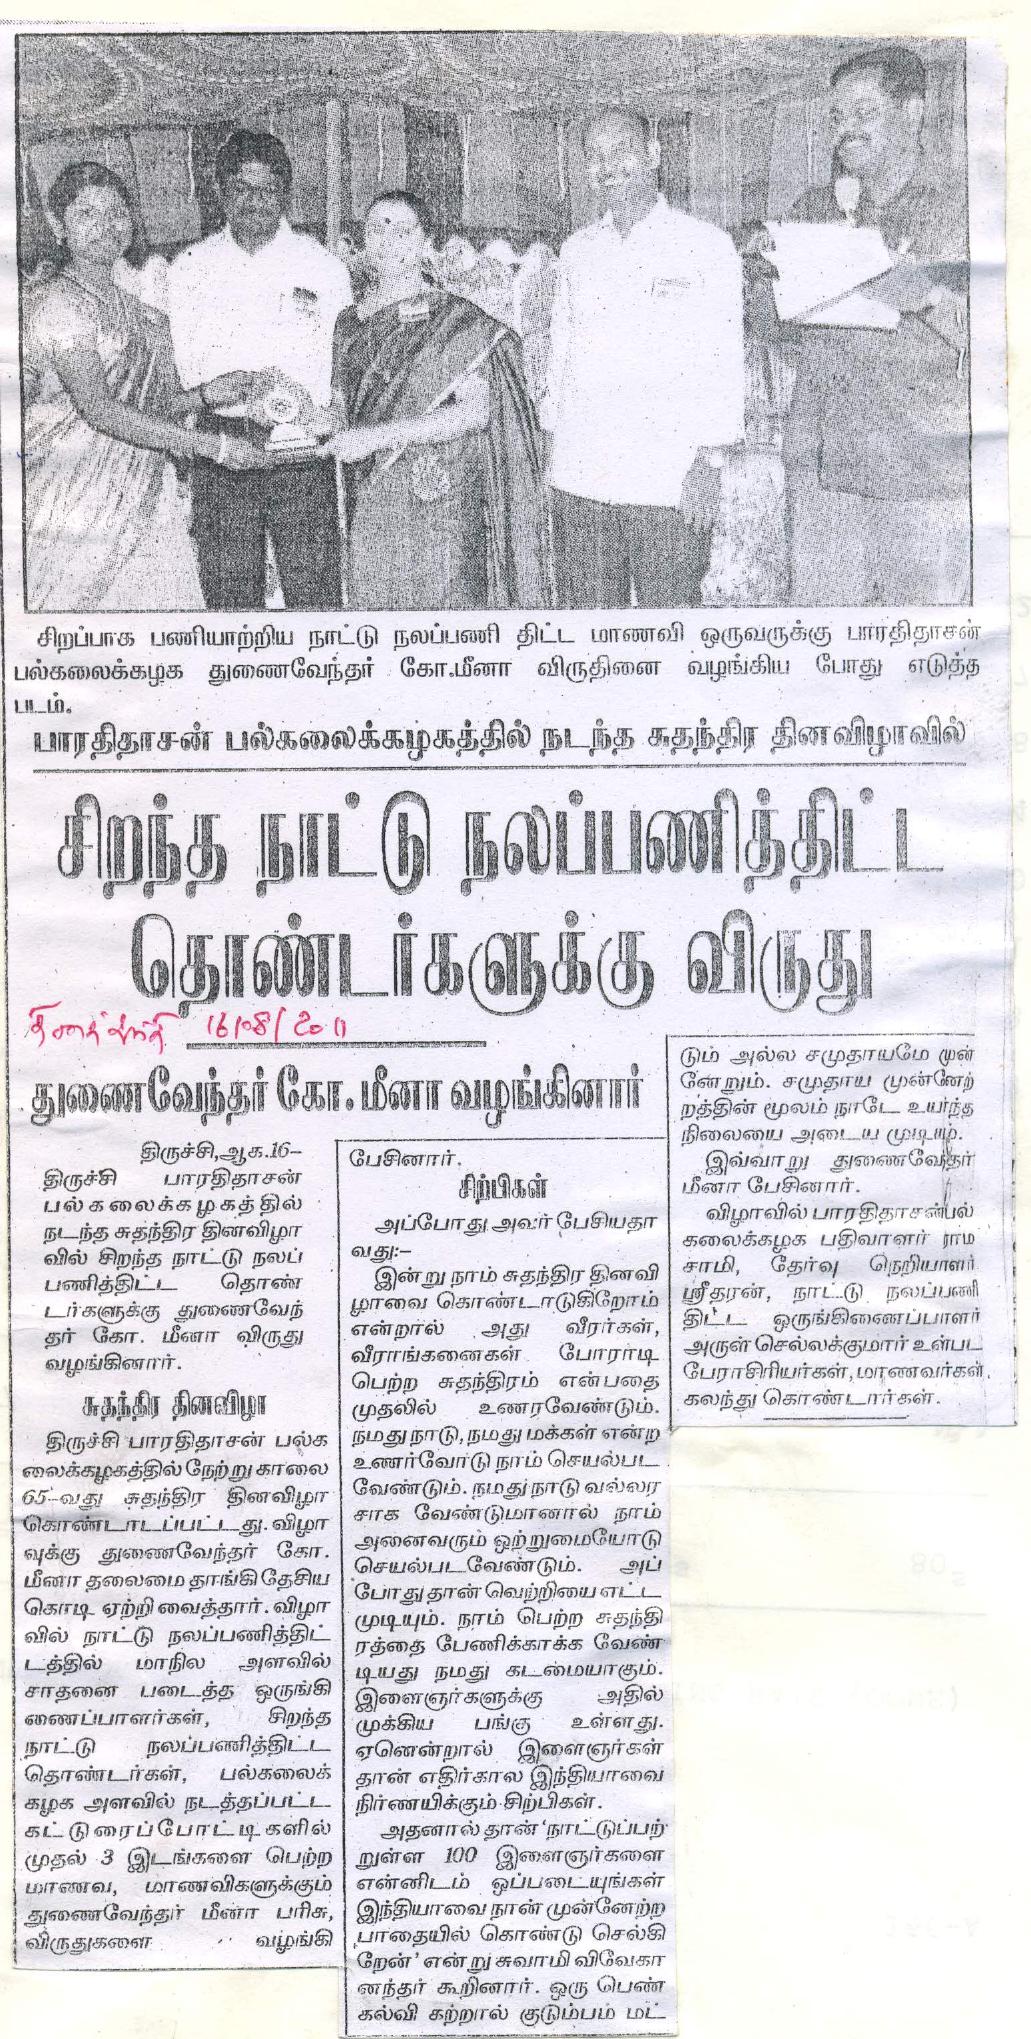 சிறப்பாக பணியாற்றிய நாட்டு நலப்பணி திட்ட மாணவி ஒருவருக்கு பாரதிதாசன்
பல்கலைக்கழக துணைவேந்தர் கோ.மீனா விருதினை வழங்கிய போது எடுத்த
படம்.
பாரதிதாசன் பல்கலைக்கழகத்தில் நடந்த சுதந்திர தினவிழாவில்
சிறந்த நாட்டு நலப்பணித்திட்ட
தொண்டர்களுக்கு விருது
16/08/2011
துணைவேந்தர் கோ.மீனா வழங்கினார்
திருச்சி,ஆக.16–
திருச்சி பாரதிதாசன்
பல்கலைக்கழகத்தில்
நடந்த சுதந்திர தினவிழா
வில் சிறந்த நாட்டு நலப்
பணித்திட்ட தொண்
டர்களுக்கு துணைவேந்
தர் கோ. மீனா விருது
வழங்கினார்.
சுதந்திர தினவிழா
திருச்சி பாரதிதாசன் பல்க
லைக்கழகத்தில் நேற்று காலை
65–வது சுதந்திர தினவிழா
கொண்டாடப்பட்டது. விழா
வுக்கு துணைவேந்தர் கோ.
மீனா தலைமை தாங்கி தேசிய
கொடி ஏற்றி வைத்தார். விழா
வில் நாட்டு நலப்பணித்திட்
டத்தில் மாநில அளவில்
சாதனை படைத்த ஒருங்கி
ணைப்பாளர்கள், சிறந்த
நாட்டு நலப்பணித்திட்ட
தொண்டர்கள், பல்கலைக்
கழக அளவில் நடத்தப்பட்ட
கட்டுரைப்போட்டிகளில்
முதல் 3 இடங்களை பெற்ற
மாணவ, மாணவிகளுக்கும்
துணைவேந்தர் மீனா பரிசு,
விருதுகளை வழங்கி
பேசினார்.
சிற்பிகள்
அப்போது அவர் பேசியதா
வது:–
இன்று நாம் சுதந்திர தினவி
ழாவை கொண்டாடுகிறோம்
என்றால் அது வீரர்கள்,
வீராங்கனைகள் போராடி
பெற்ற சுதந்திரம் என்பதை
முதலில் உணரவேண்டும்.
நமது நாடு, நமது மக்கள் என்ற
உணர்வோடு நாம் செயல்பட
வேண்டும். நமது நாடு வல்லர
சாக வேண்டுமானால் நாம்
அனைவரும் ஒற்றுமையோடு
செயல்படவேண்டும். அப்
போதுதான் வெற்றியை எட்ட
முடியும். நாம் பெற்ற சுதந்தி
ரத்தை பேணிக்காக்க வேண்
டியது நமது கடமையாகும்.
இளைஞர்களுக்கு அதில்
முக்கிய பங்கு உள்ளது.
ஏனென்றால் இளைஞர்கள்
தான் எதிர்கால இந்தியாவை
நிர்ணயிக்கும் சிற்பிகள்.
அதனால் தான் 'நாட்டுப்பற்
றுள்ள 100 இளைஞர்களை
என்னிடம் ஒப்படையுங்கள்
இந்தியாவை நான் முன்னேற்ற
பாதையில் கொண்டு செல்கி
றேன்' என்று சுவாமி விவேகா
னந்தர் கூறினார். ஒரு பெண்
கல்வி கற்றால் குடும்பம் மட்
டும் அல்ல சமுதாயமே முன்
னேறும். சமுதாய முன்னேற்
றத்தின் மூலம் நாடே உயர்ந்த
நிலையை அடைய முடியும்.
இவ்வாறு துணைவேந்தர்
மீனா பேசினார்.
விழாவில் பாரதிதாசன்பல்
கலைக்கழக பதிவாளர் ராம
சாமி, தேர்வு நெறியாளர்
ஸ்ரீதரன், நாட்டு நலப்பணி
திட்ட ஒருங்கிணைப்பாளர்
அருள் செல்லக்குமார் உள்பட
பேராசிரியர்கள், மாணவர்கள்
கலந்து கொண்டார்கள்.